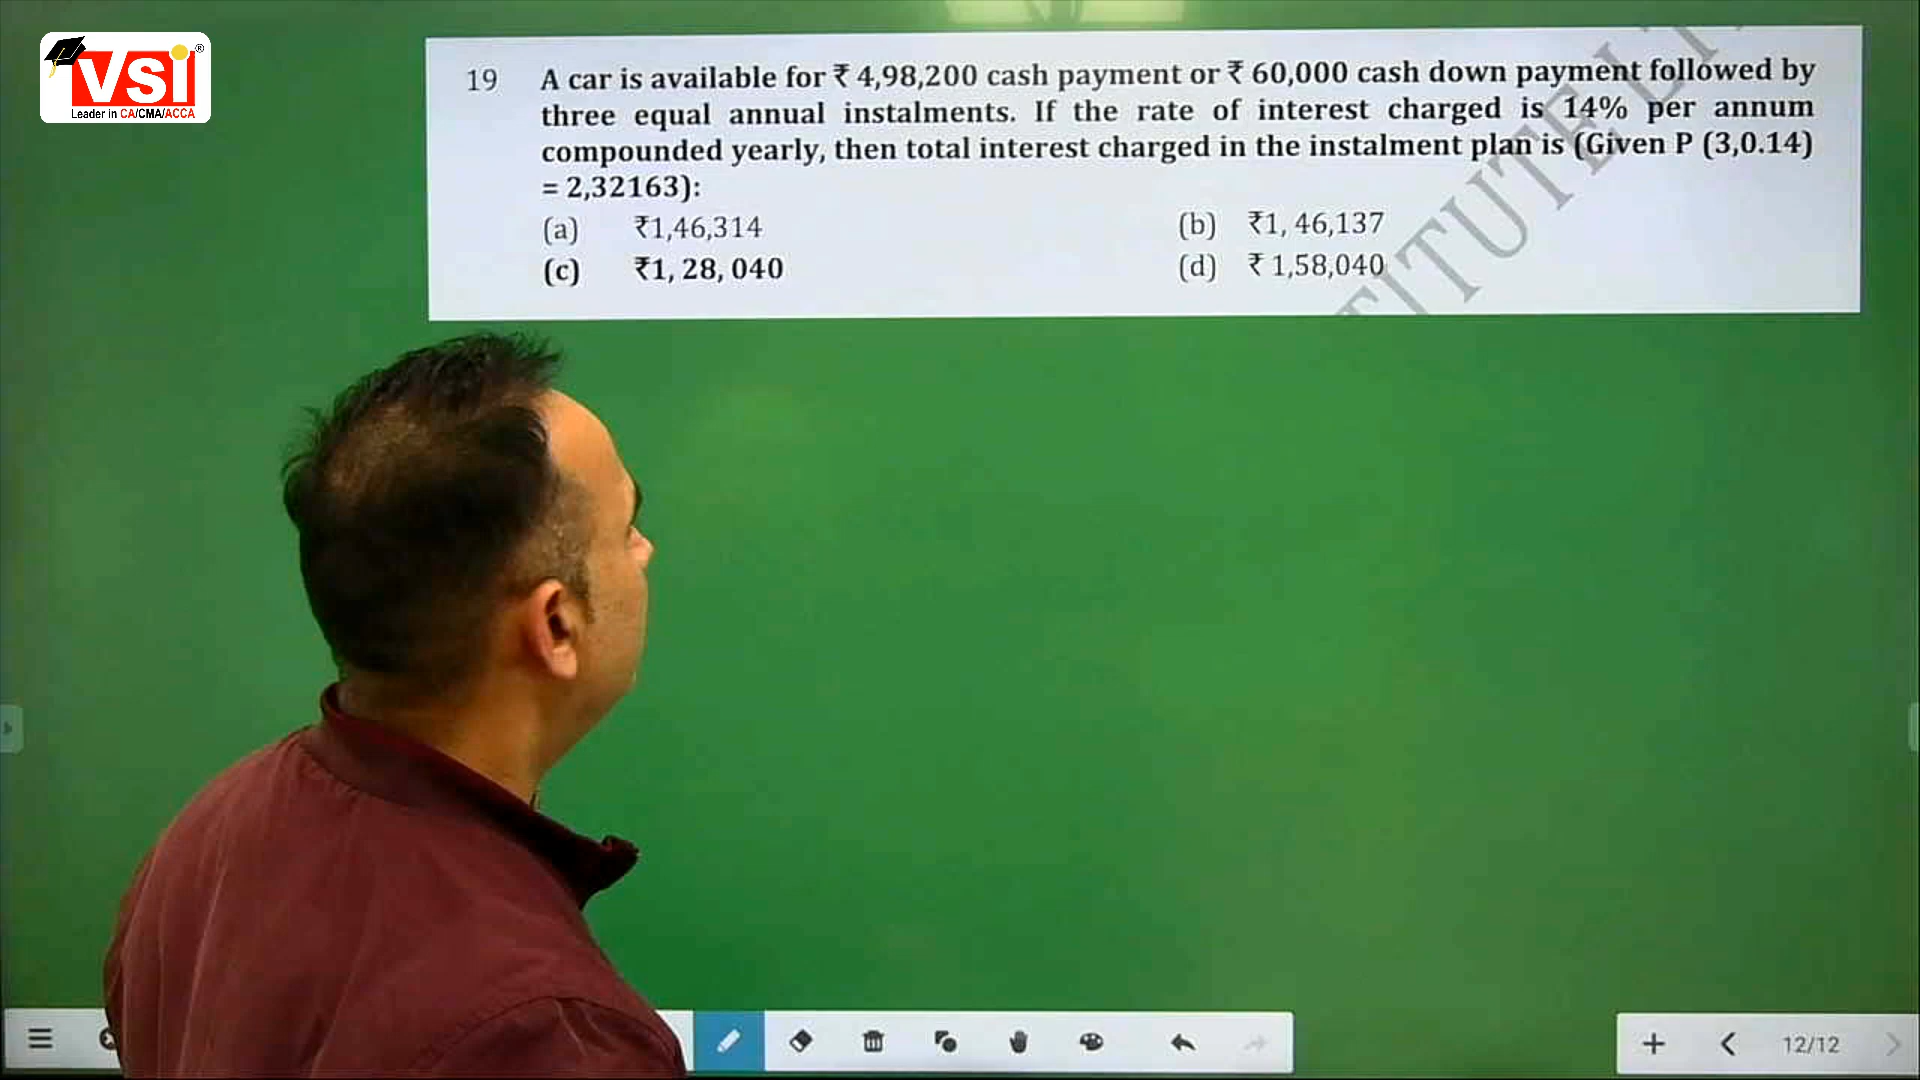 VSI ®
Leader in CA/CMA/ACCA
19 A car is available for ₹ 4,98,200 cash payment or ₹ 60,000 cash down payment followed by
three equal annual instalments. If the rate of interest charged is 14% per annum
compounded yearly, then total interest charged in the instalment plan is (Given P (3,0.14)
= 2,32163):
(a) ₹1,46,314 (b) ₹1, 46,137
(c) ₹1, 28, 040 (d) ₹ 1,58,040
12/12